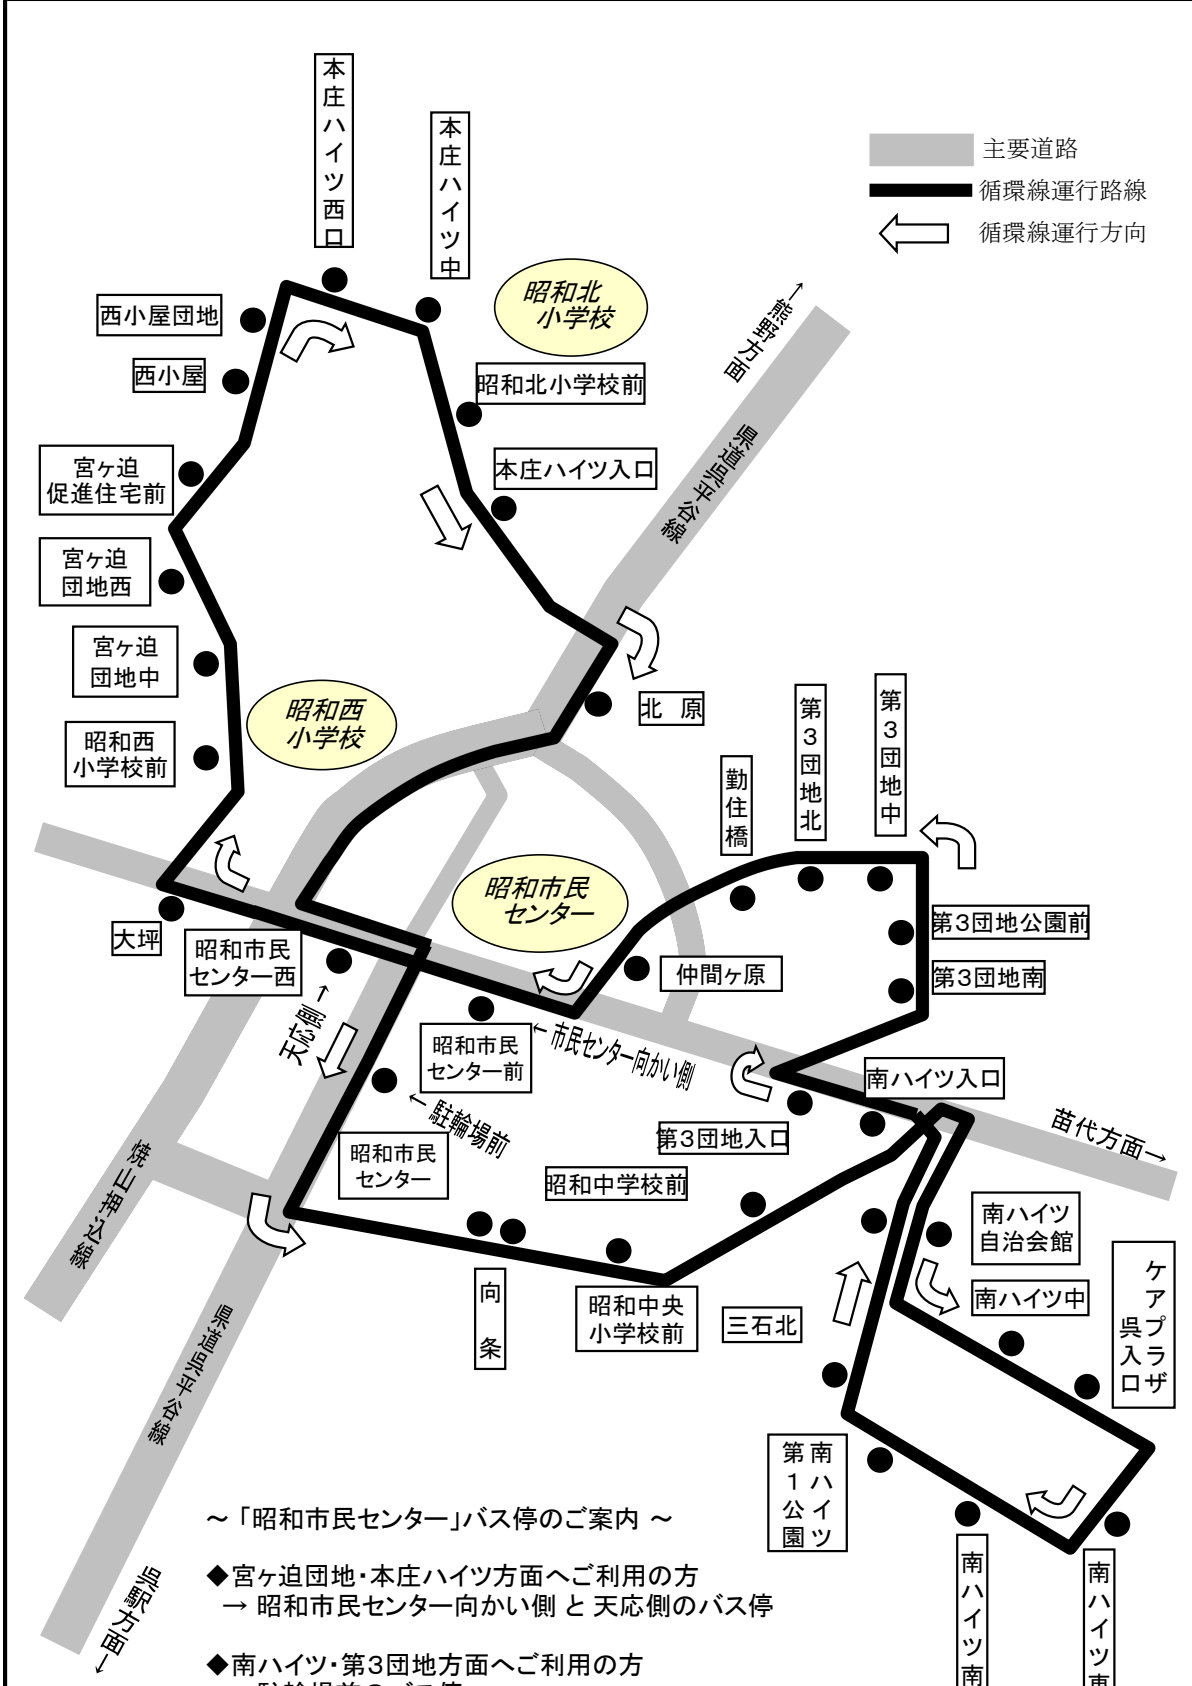 本庄ハイツ西口
本庄ハイツ中
主要道路
循環線運行路線
循環線運行方向
昭和北
小学校
←熊野方面
西小屋団地
西小屋
昭和北小学校前
県道呉平谷線
宮ヶ迫
促進住宅前
本庄ハイツ入口
宮ヶ迫
団地西
宮ヶ迫
団地中
北 原
第3団地北
第3団地中
昭和西
小学校
昭和西
小学校前
勤住橋
昭和市民
センター
大坪
昭和市民
センター西
第3団地公園前
仲間ヶ原
第3団地南
天応側→
昭和市民
センター前
← 市民センター向かい側
南ハイツ入口
← 駐輪場前
第3団地入口
苗代方面→
昭和市民
センター
昭和中学校前
焼山押込線
南ハイツ
自治会館
南ハイツ中
ケアプラザ
呉入口
向条
昭和中央
小学校前
三石北
県道呉平谷線
南ハイツ
第1公園
～「昭和市民センター」バス停のご案内 ～
◆宮ヶ迫団地・本庄ハイツ方面へご利用の方
→ 昭和市民センター向かい側 と 天応側のバス停
呉駅方面→
南ハイツ南
南ハイツ東
◆南ハイツ・第3団地方面へご利用の方
駐輪場前のバス停